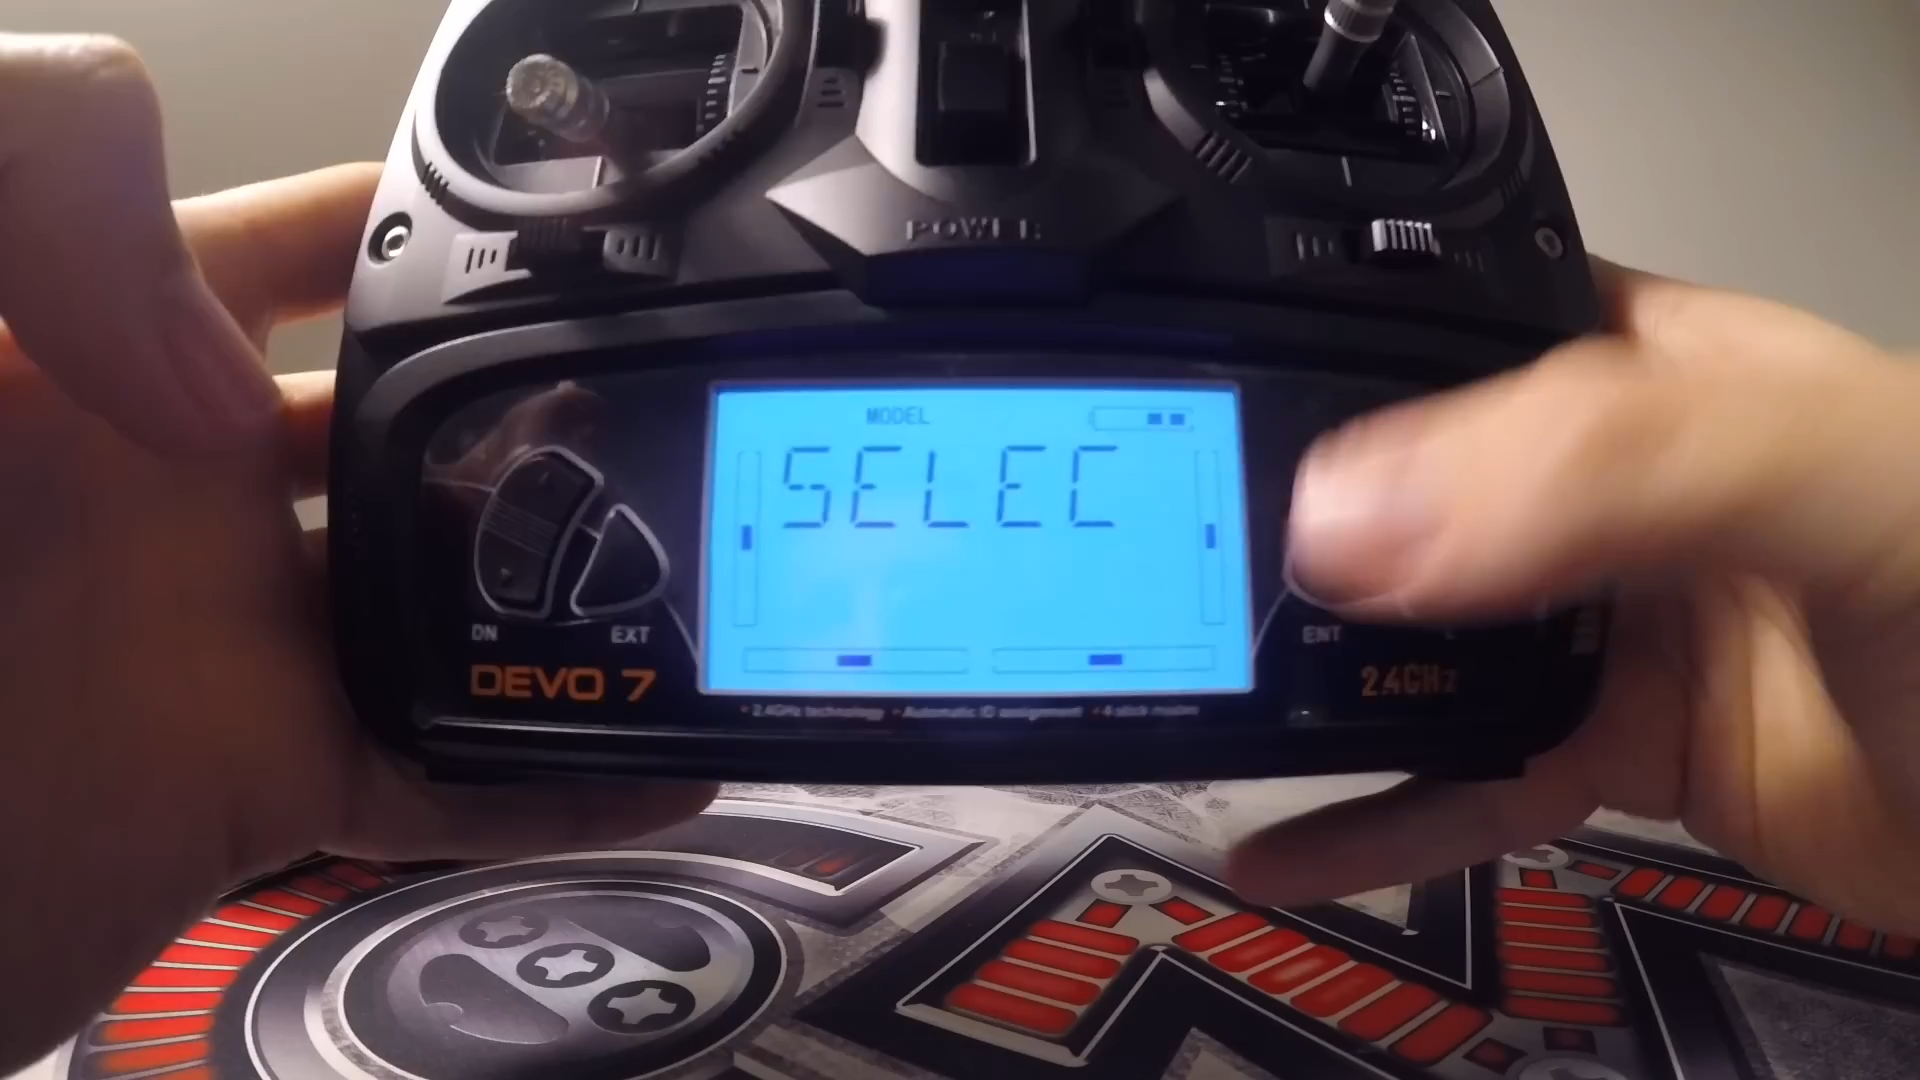 POWER
MODEL
SELEC
DN
EXT
ENT
DEVO 7
2.4GHz
2.4GHz technology
Automatic ID assignment
4 stick modes